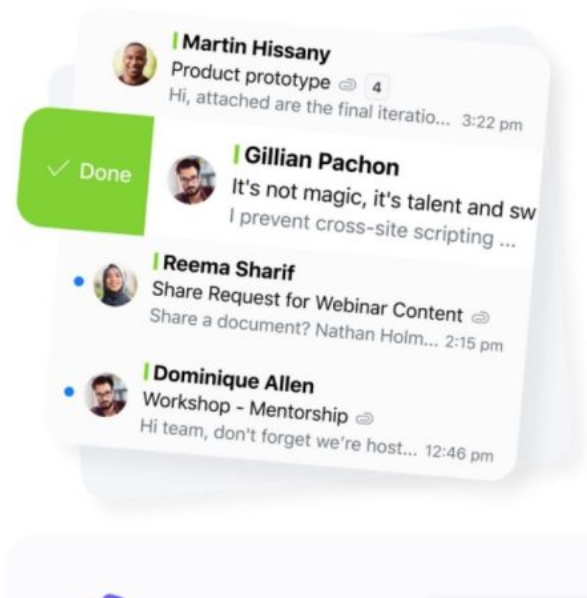 Martin Hissany
Product prototype 4
Hi, attached are the final iteratio... 3:22 pm
Done
Gillian Pachon
It's not magic, it's talent and sw
I prevent cross-site scripting ...
Reema Sharif
Share Request for Webinar Content
Share a document? Nathan Holm... 2:15 pm
Dominique Allen
Workshop - Mentorship
Hi team, don't forget we're host... 12:46 pm